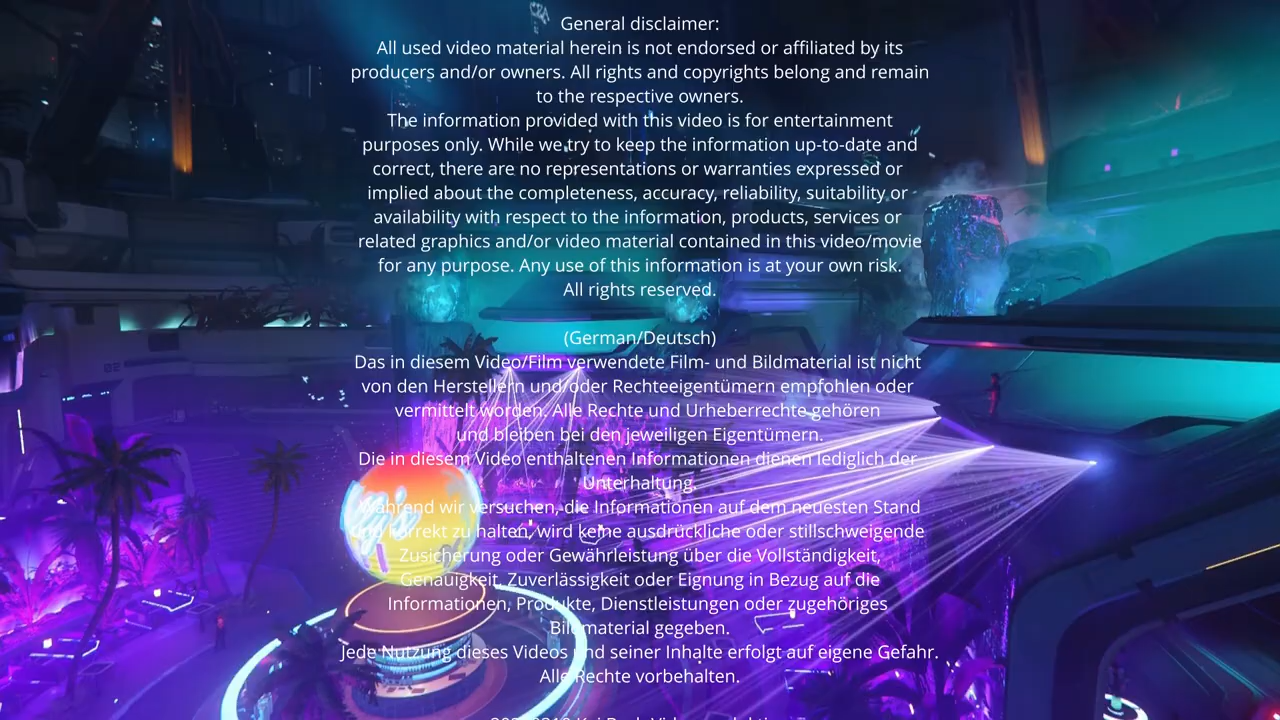 General disclaimer:
All used video material herein is not endorsed or affiliated by its
producers and/or owners. All rights and copyrights belong and remain
to the respective owners.
The information provided with this video is for entertainment
purposes only. While we try to keep the information up-to-date and
correct, there are no representations or warranties expressed or
implied about the completeness, accuracy, reliability, suitability or
availability with respect to the information, products, services or
related graphics and/or video material contained in this video/movie
for any purpose. Any use of this information is at your own risk.
All rights reserved.
(German/Deutsch)
Das in diesem Video/Film verwendete Film- und Bildmaterial ist nicht
von den Herstellern und/oder Rechteeigentümern empfohlen oder
vermittelt worden. Alle Rechte und Urheberrechte gehören
und bleiben bei den jeweiligen Eigentümern.
Die in diesem Video enthaltenen Informationen dienen lediglich der
Unterhaltung.
Während wir versuchen, die Informationen auf dem neuesten Stand
und korrekt zu halten, wird keine ausdrückliche oder stillschweigende
Zusicherung oder Gewährleistung über die Vollständigkeit,
Genauigkeit, Zuverlässigkeit oder Eignung in Bezug auf die
Informationen, Produkte, Dienstleistungen oder zugehöriges
Bildmaterial gegeben.
Jede Nutzung dieses Videos und seiner Inhalte erfolgt auf eigene Gefahr.
Alle Rechte vorbehalten.